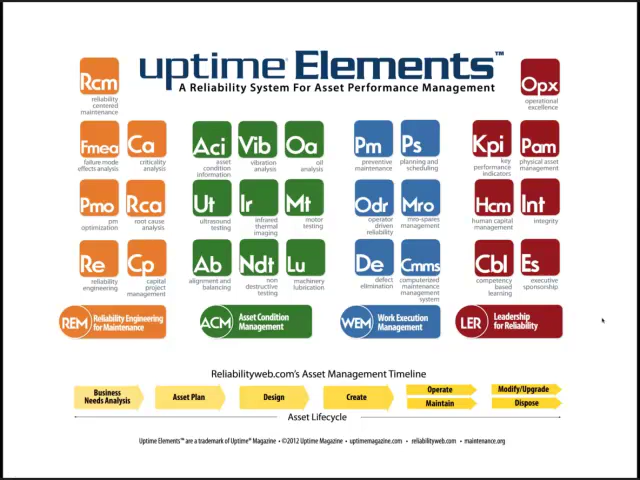 uptime® Elements™
A Reliability System For Asset Performance Management
Rcm
reliability
centered
maintenance
Opx
operational
excellence
Fmea
failure mode
effects analysis
Ca
criticality
analysis
Aci
asset
condition
information
Vib
vibration
analysis
Oa
oil
analysis
Pm
preventive
maintenance
Ps
planning and
scheduling
Kpi
key
performance
indicators
Pam
physical asset
management
Pmo
pm
optimization
Rca
root cause
analysis
Ut
ultrasound
testing
Ir
infrared
thermal
imaging
Mt
motor
testing
Odr
operator
driven
reliability
Mro
mro-spares
management
Hcm
human capital
management
Int
integrity
Re
reliability
engineering
Cp
capital
project
management
Ab
alignment and
balancing
Ndt
non
destructive
testing
Lu
machinery
lubrication
De
defect
elimination
Cmms
computerized
maintenance
management
system
Cbl
competency
based
learning
Es
executive
sponsorship
REM
Reliability Engineering
for Maintenance
ACM
Asset Condition
Management
WEM
Work Execution
Management
LER
Leadership
for Reliability
Reliabilityweb.com's Asset Management Timeline
Business
Needs Analysis
Asset Plan
Design
Create
Operate
Maintain
Modify/Upgrade
Dispose
Asset Lifecycle
Uptime Elements™ are a trademark of Uptime® Magazine • ©2012 Uptime Magazine • uptimemagazine.com • reliabilityweb.com • maintenance.org